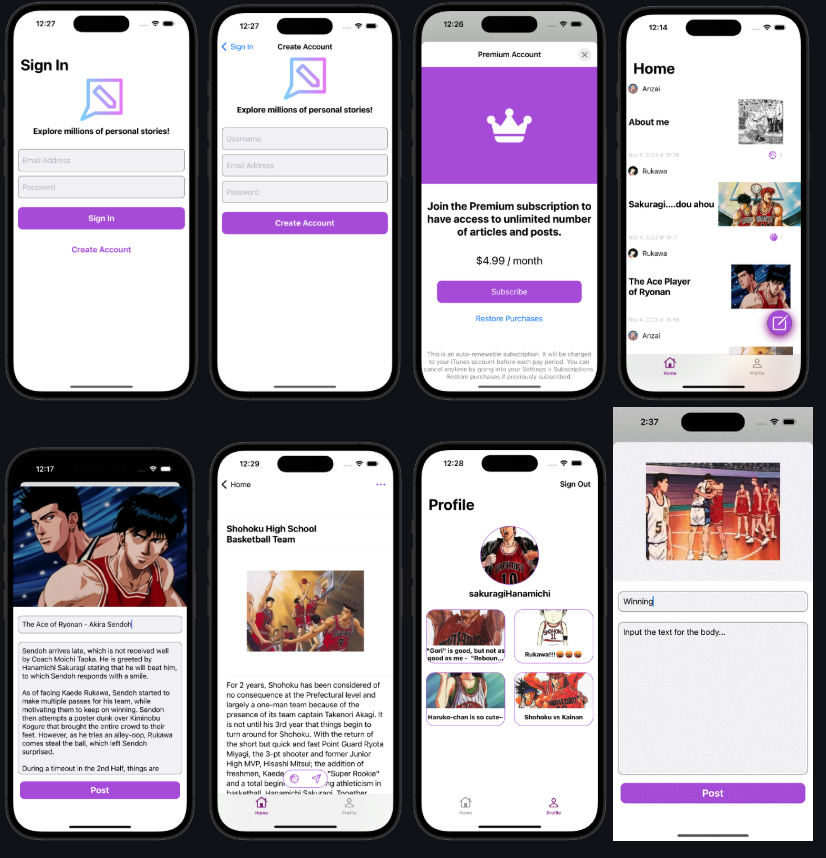 12:27
Sign In
Explore millions of personal stories!
Email Address
Password
Sign In
Create Account
12:27
Sign In
Create Account
Explore millions of personal stories!
Username
Email Address
Password
Create Account
12:26
Premium Account
Join the Premium subscription to
have access to unlimited number
of articles and posts.
$4.99 / month
Subscribe
Restore Purchases
This is an auto-renewable subscription. It will be charged
to your iTunes account before each pay period. You can
cancel anytime by going into your Settings > Subscriptions.
Restore purchases if previously subscribed.
12:14
Home
Anzai
About me
Nov 4, 2023 at
Rukawa
Sakuragi....dou ahou
Nov 4, 2023 at
Rukawa
The Ace Player
of Ryonan
Nov 4, 2023 at
Anzai
Home
Profile
12:17
The Ace of Ryonan - Akira Sendoh
Sendoh arrives late, which is not received well
by Coach Moichi Taoka. He is greeted by
Hanamichi Sakuragi stating that he will beat him,
to which Sendoh responds with a smile.
As of facing Kaede Rukawa, Sendoh started to
make multiple passes for his team, while
motivating them to keep on winning. Sendoh
then attempts a poster dunk over Kiminobu
Kogure that brought the entire crowd to their
feet. However, as he tries an alley-oop, Rukawa
comes steal the ball, which left Sendoh
surprised.
During a timeout in the 2nd Half, things are
Post
12:29
Home
Shohoku High School
Basketball Team
For 2 years, Shohoku has been considered of
no consequence at the Prefectural level and
largely a one-man team because of the
presence of its team captain Takenori Akagi. It
is not until his 3rd year that things begin to
turn around for Shohoku. With the return of
the short but quick and fast Point Guard Ryota
Miyagi, the 3-pt shooter and former Junior
High MVP, Hisashi Mitsui; the addition of
freshmen, Kaede "Super Rookie"
and a total begin ng athleticism in
basketball, Hanamichi Sakuragi. Together
Home
Profile
12:28
Sign Out
Profile
10
sakuragiHanamichi
"Gori" is good, but not as
good as me - "Reboun...
Rukawa!!!😡😡😡
Haruko-chan is so cute~
Shohoku vs Kainan
Home
Profile
2:37
Winning
Input the text for the body...
Post